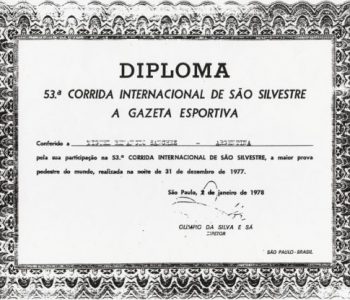 DIPLOMA
53.ª CORRIDA INTERNACIONAL DE SÃO SILVESTRE
A GAZETA ESPORTIVA
Conferido a - ARGENTINA
pela sua participação na 53.ª CORRIDA INTERNACIONAL DE SÃO SILVESTRE, a maior prova
pedestre do mundo, realizada na noite de 31 de dezembro de 1977.
São Paulo, 2 de janeiro de 1978
OLIMPIO DA SILVA E SÁ
DIRETOR
SÃO PAULO - BRASIL